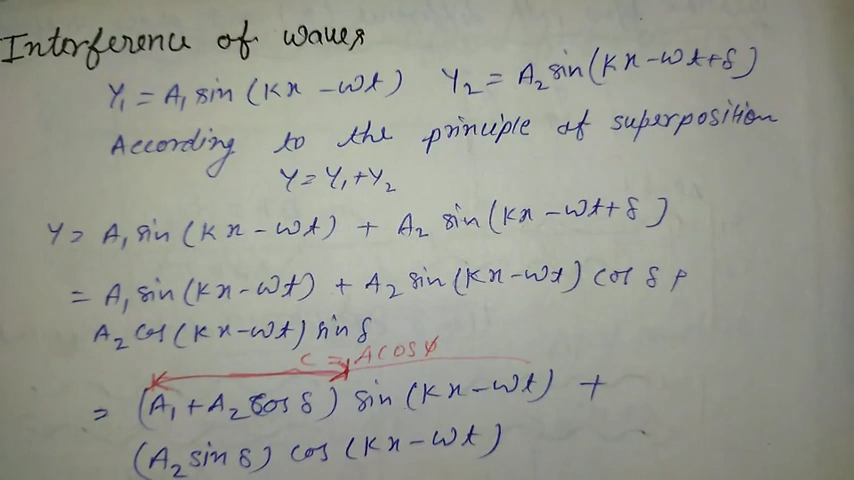 Interference of waves
Y₁ = A₁ sin (Kx - ωt) Y₂ = A₂ sin (Kx - ωt + δ)
According to the principle of superposition
Y = Y₁ + Y₂
Y = A₁ sin (Kx - ωt) + A₂ sin (Kx - ωt + δ)
= A₁ sin (Kx - ωt) + A₂ sin (Kx - ωt) cos δ +
A₂ cos (Kx - ωt) sin δ
C = A cos φ
= (A₁ + A₂ cos δ) sin (Kx - ωt) +
(A₂ sin δ) cos (Kx - ωt)